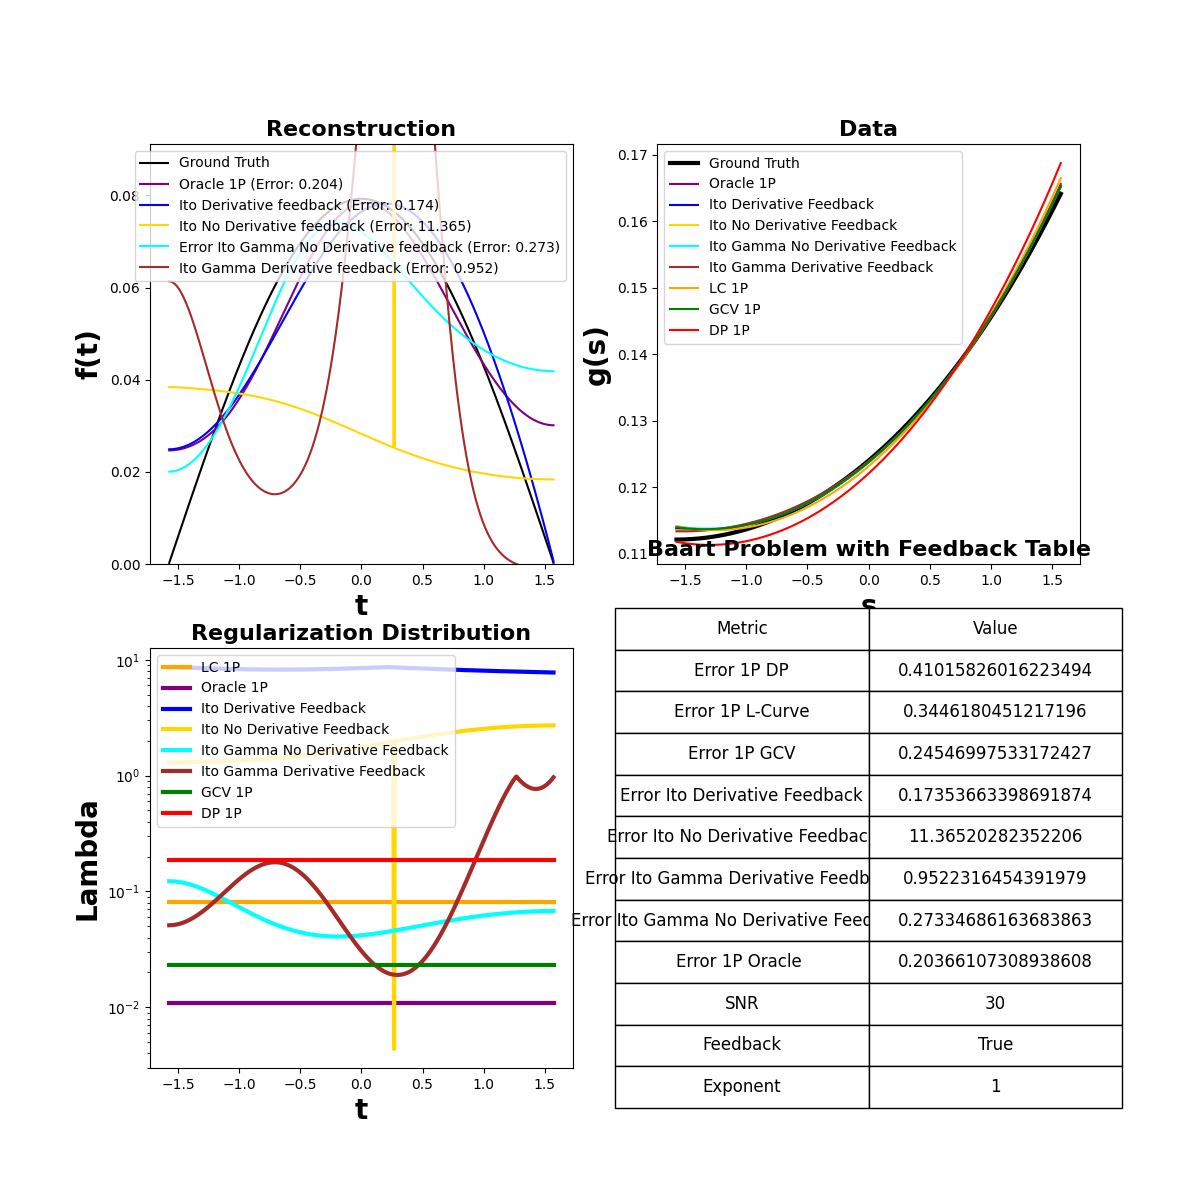 Reconstruction
f(t)
0.08
0.06
0.04
0.02
0.00
Ground Truth
Oracle 1P (Error: 0.204)
Ito Derivative feedback (Error: 0.174)
Ito No Derivative feedback (Error: 11.365)
Error Ito Gamma No Derivative feedback (Error: 0.273)
Ito Gamma Derivative feedback (Error: 0.952)
−1.5 −1.0 −0.5 0.0 0.5 1.0 1.5
t
Data
g(s)
0.17
0.16
0.15
0.14
0.13
0.12
0.11
Ground Truth
Oracle 1P
Ito Derivative Feedback
Ito No Derivative Feedback
Ito Gamma No Derivative Feedback
Ito Gamma Derivative Feedback
LC 1P
GCV 1P
DP 1P
−1.5 −1.0 −0.5 0.0 0.5 1.0 1.5
s
Regularization Distribution
Lambda
10^1
10^0
10^−1
10^−2
LC 1P
Oracle 1P
Ito Derivative Feedback
Ito No Derivative Feedback
Ito Gamma No Derivative Feedback
Ito Gamma Derivative Feedback
GCV 1P
DP 1P
−1.5 −1.0 −0.5 0.0 0.5 1.0 1.5
t
Baart Problem with Feedback Table
Metric Value
Error 1P DP 0.41015826016223494
Error 1P L-Curve 0.3446180451217196
Error 1P GCV 0.24546997533172427
Error Ito Derivative Feedback 0.17353663398691874
Error Ito No Derivative Feedbac 11.36520282352206
Error Ito Gamma Derivative Feedb 0.9522316454391979
Error Ito Gamma No Derivative Feec 0.27334686163683863
Error 1P Oracle 0.20366107308938608
SNR 30
Feedback True
Exponent 1